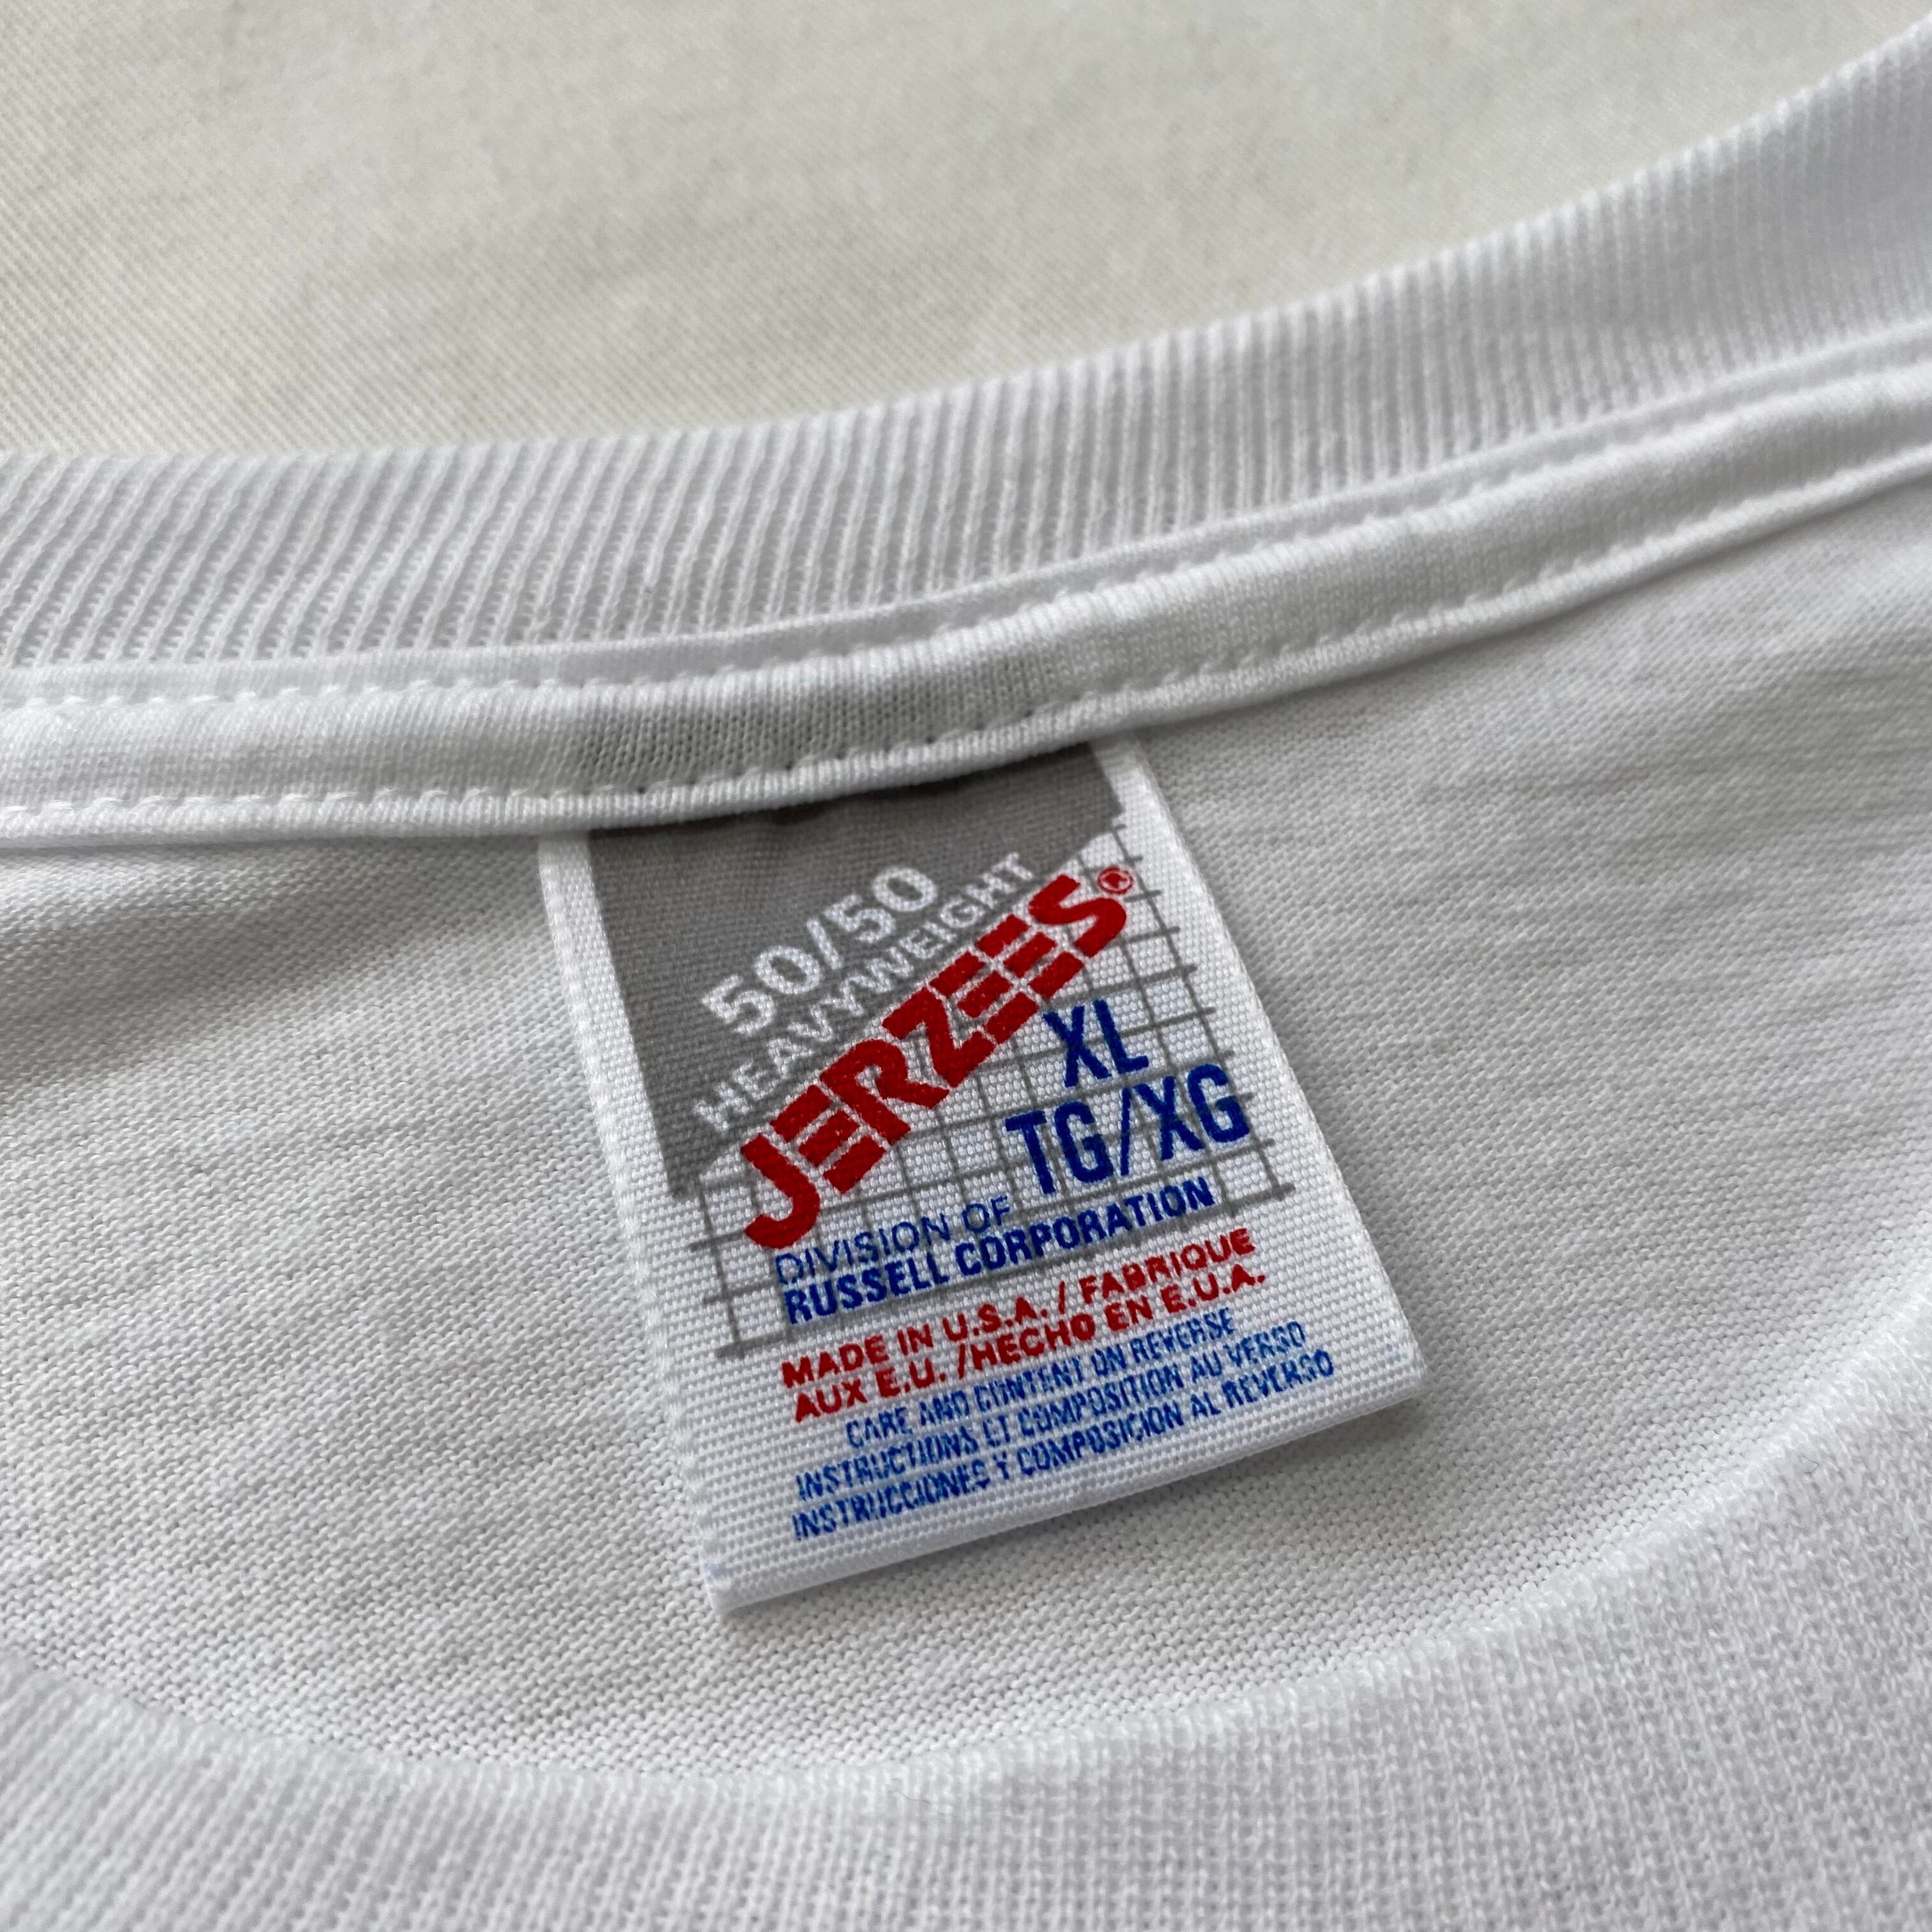 50/50
HEAVYWEIGHT
JERZEES®
XL
TG/XG
DIVISION OF
RUSSELL CORPORATION
MADE IN U.S.A. / FABRIQUE
AUX E.U. /HECHO EN E.U.A.
CARE AND CONTENT ON REVERSE
INSTRUCTIONS ET COMPOSITION AU VERSO
INSTRUCCIONES Y COMPOSICION AL REVERSO